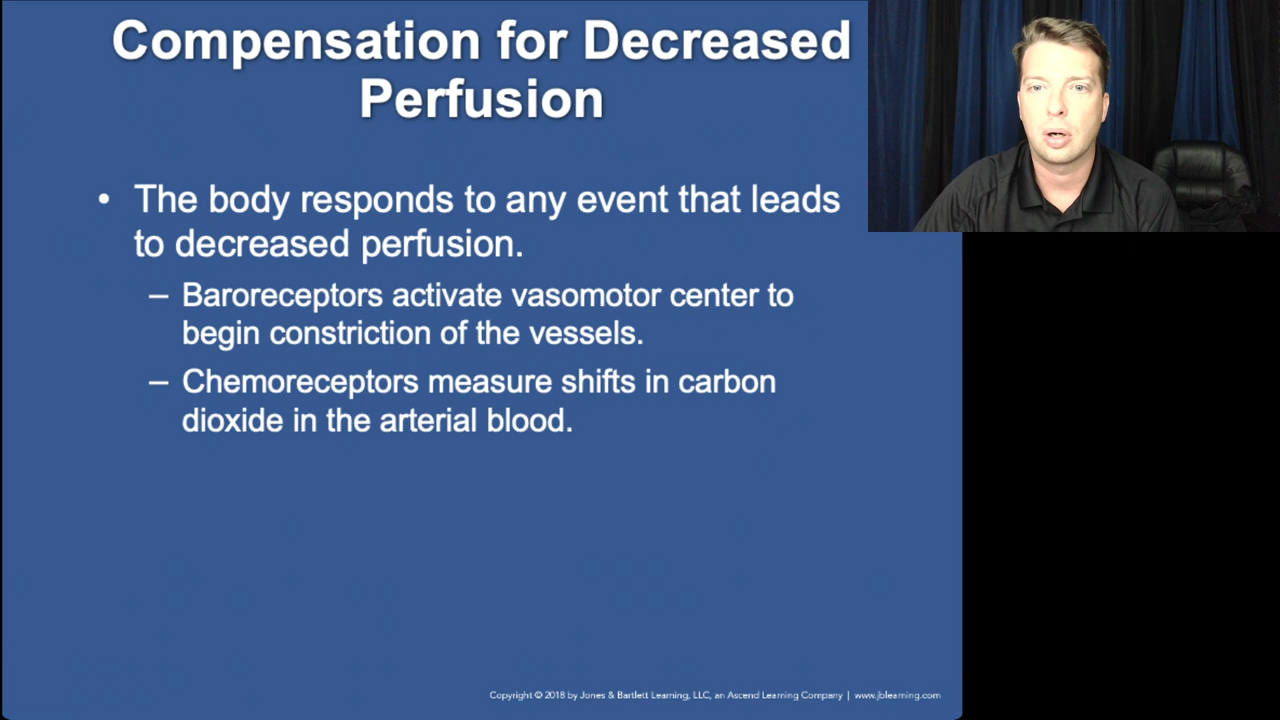 Compensation for Decreased
Perfusion
• The body responds to any event that leads
to decreased perfusion.
– Baroreceptors activate vasomotor center to
begin constriction of the vessels.
– Chemoreceptors measure shifts in carbon
dioxide in the arterial blood.
Copyright © 2018 by Jones & Bartlett Learning, LLC, an Ascend Learning Company | www.jblearning.com